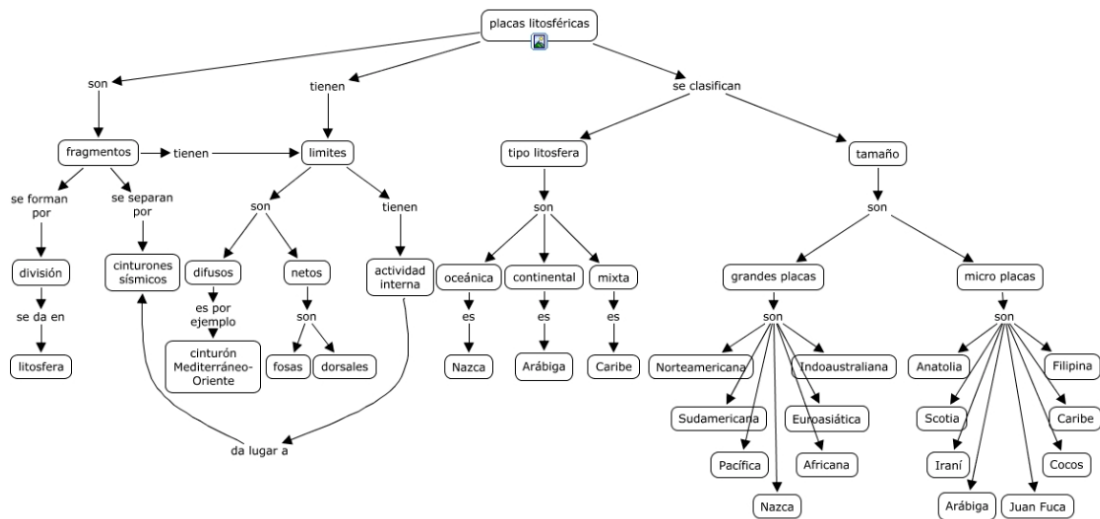 placas litosféricas
son
tienen
se clasifican
fragmentos
tienen
limites
tipo litosfera
tamaño
se forman
por
se separan
por
son
tienen
son
son
división
cinturones
sísmicos
difusos
netos
actividad
interna
oceánica
continental
mixta
grandes placas
micro placas
se da en
es por
ejemplo
son
es
es
es
son
son
litosfera
cinturón
Mediterráneo-
Oriente
fosas
dorsales
Nazca
Arábiga
Caribe
Norteamericana
Indoaustraliana
Anatolia
Filipina
Sudamericana
Euroasiática
Scotia
Caribe
da lugar a
Pacífica
Africana
Iraní
Cocos
Nazca
Arábiga
Juan Fuca